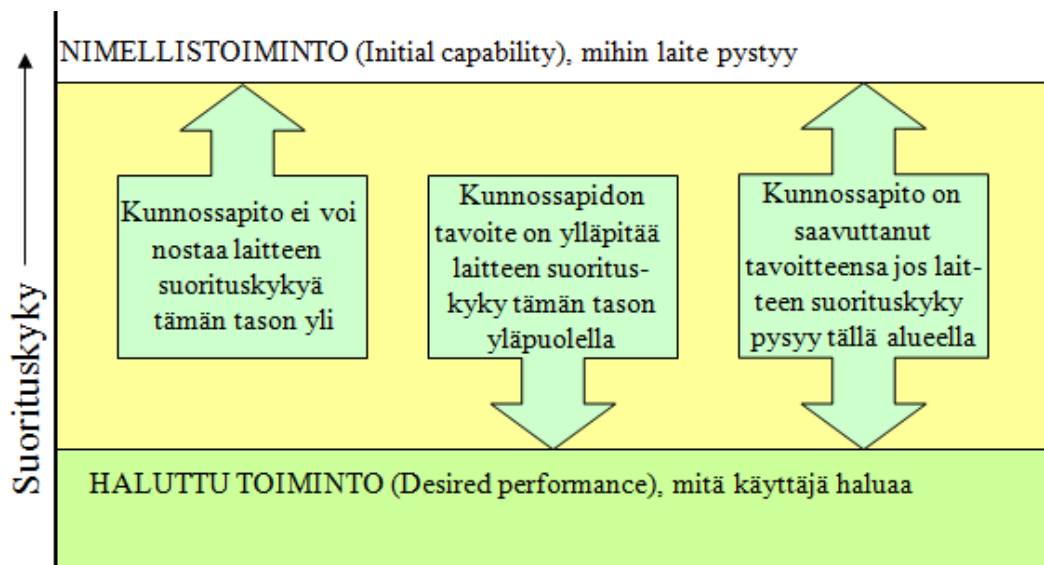 NIMELLISTOIMINTO (Initial capability), mihin laite pystyy
Kunnossapito ei voi
nostaa laitteen
suorituskykyä
tämän tason yli
Kunnossapidon
tavoite on ylläpitää
laitteen suoritus-
kyky tämän tason
yläpuolella
Kunnossapito on
saavuttanut
tavoitteensa jos lait-
teen suorituskyky
pysyy tällä alueella
HALUTTU TOIMINTO (Desired performance), mitä käyttäjä haluaa
Suorituskyky